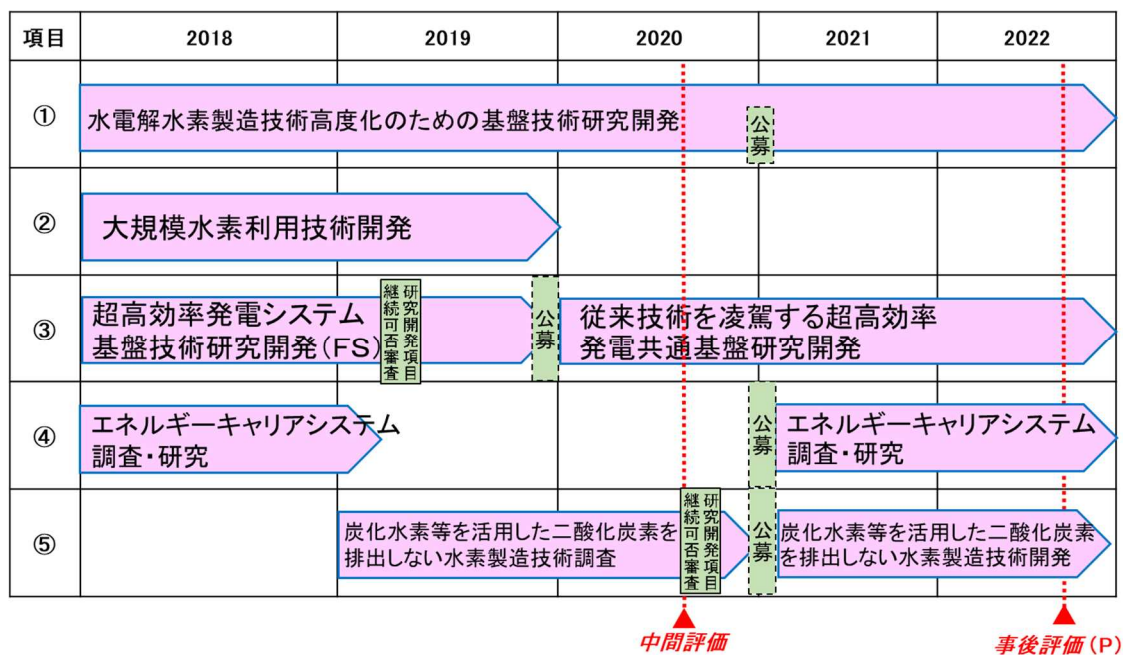 項目 2018 2019 2020 2021 2022
①
水電解水素製造技術高度化のための基盤技術研究開発
公募
②
大規模水素利用技術開発
③
超高効率発電システム
基盤技術研究開発(FS)
研究開発項目
継続可否審査
公募
従来技術を凌駕する超高効率
発電共通基盤研究開発
④
エネルギーキャリアシステム
調査・研究
公募
エネルギーキャリアシステム
調査・研究
⑤
炭化水素等を活用した二酸化炭素を
排出しない水素製造技術調査
研究開発項目
継続可否審査
公募
炭化水素等を活用した二酸化炭素
を排出しない水素製造技術開発
中間評価
事後評価(P)